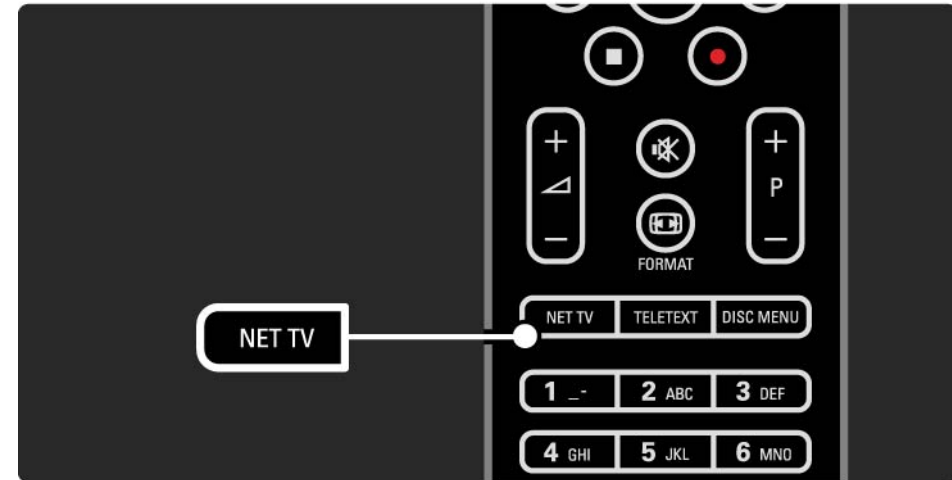 + +
P
− −
FORMAT
NET TV TELETEXT DISC MENU
NET TV
1 _- 2 ABC 3 DEF
4 GHI 5 JKL 6 MNO